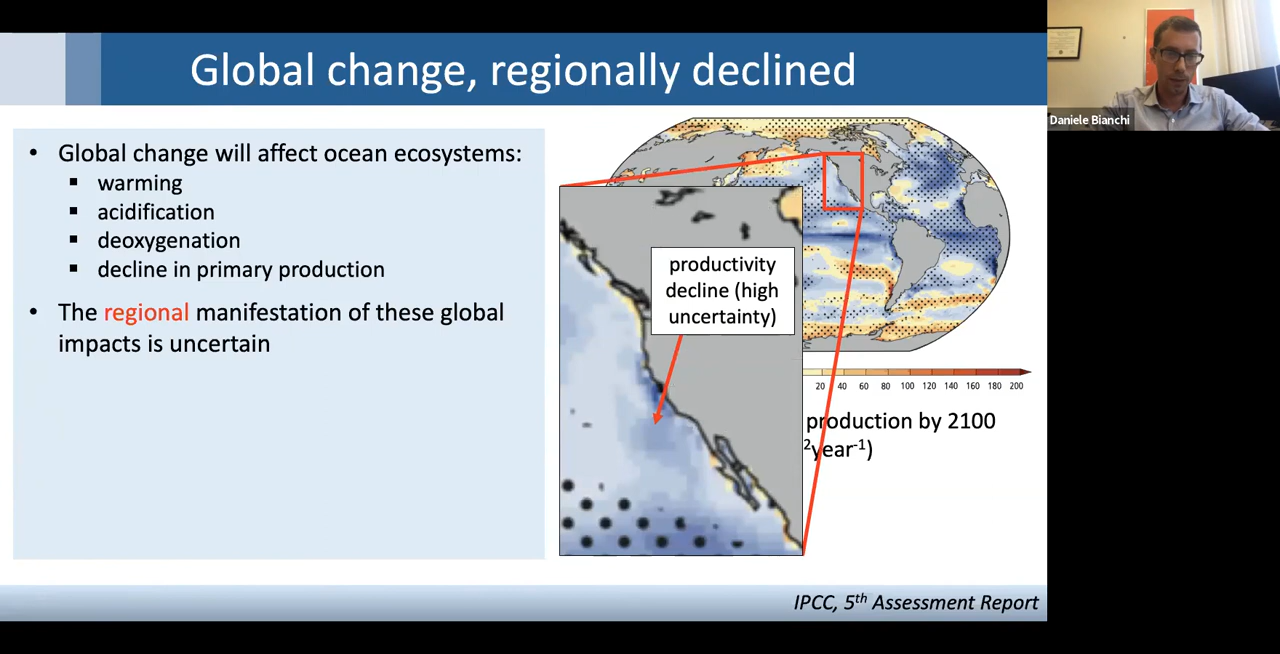 Global change, regionally declined
Daniele Bianchi
• Global change will affect ocean ecosystems:
▪ warming
▪ acidification
▪ deoxygenation
▪ decline in primary production
• The regional manifestation of these global
impacts is uncertain
productivity
decline (high
uncertainty)
20 40 60 80 100 120 140 160 180 200
production by 2100
²year⁻¹)
IPCC, 5ᵗʰ Assessment Report